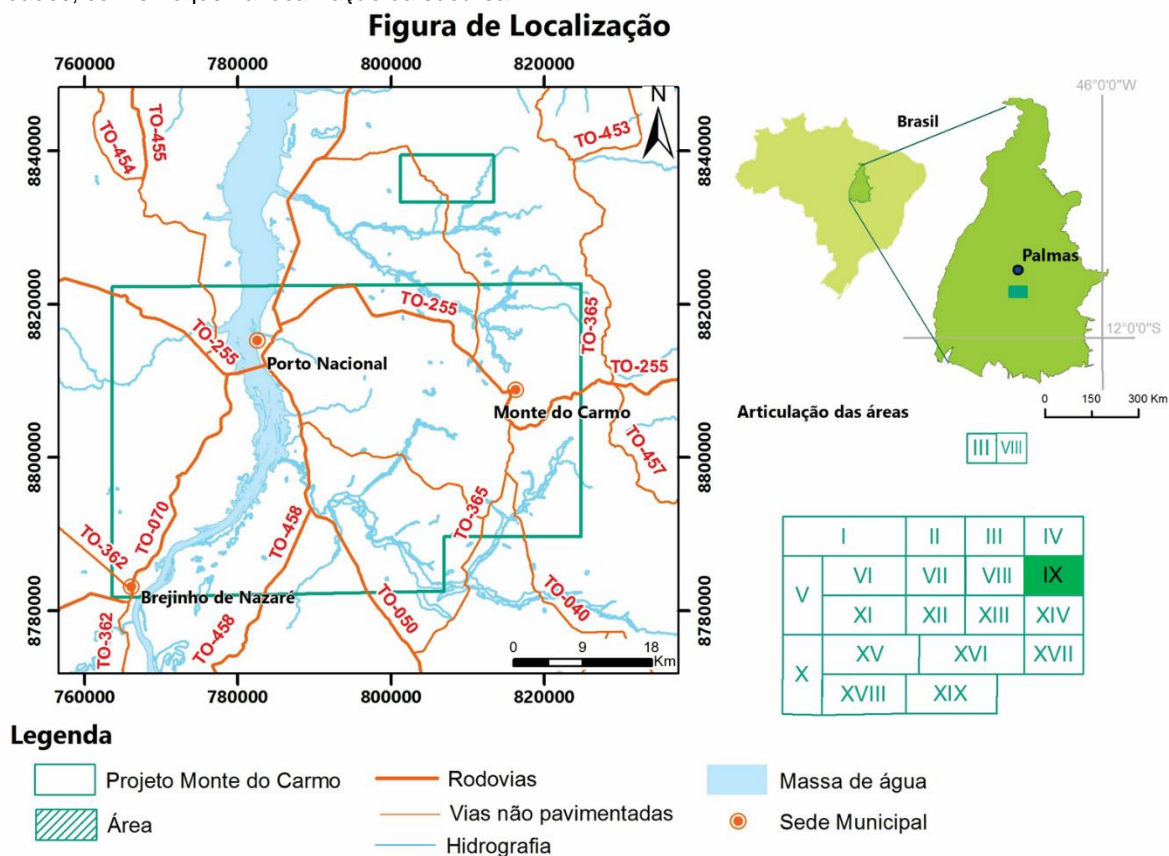 Figura de Localização
760000 780000 800000 820000
8840000
8820000
8800000
8780000
N
TO-454
TO-455
TO-453
TO-255
TO-365
TO-255
Porto Nacional
TO-255
Monte do Carmo
TO-457
TO-070
TO-458
TO-365
TO-362
Brejinho de Nazaré
TO-362
TO-458
TO-050
TO-040
0 9 18
Km
760000 780000 800000 820000
46°0'0"W
Brasil
Palmas
12°0'0"S
0 150 300 Km
Articulação das áreas
III VIII
I II III IV
V VI VII VIII IX
XI XII XIII XIV
X XV XVI XVII
XVIII XIX
Legenda
Projeto Monte do Carmo
Área
Rodovias
Vias não pavimentadas
Hidrografia
Massa de água
Sede Municipal